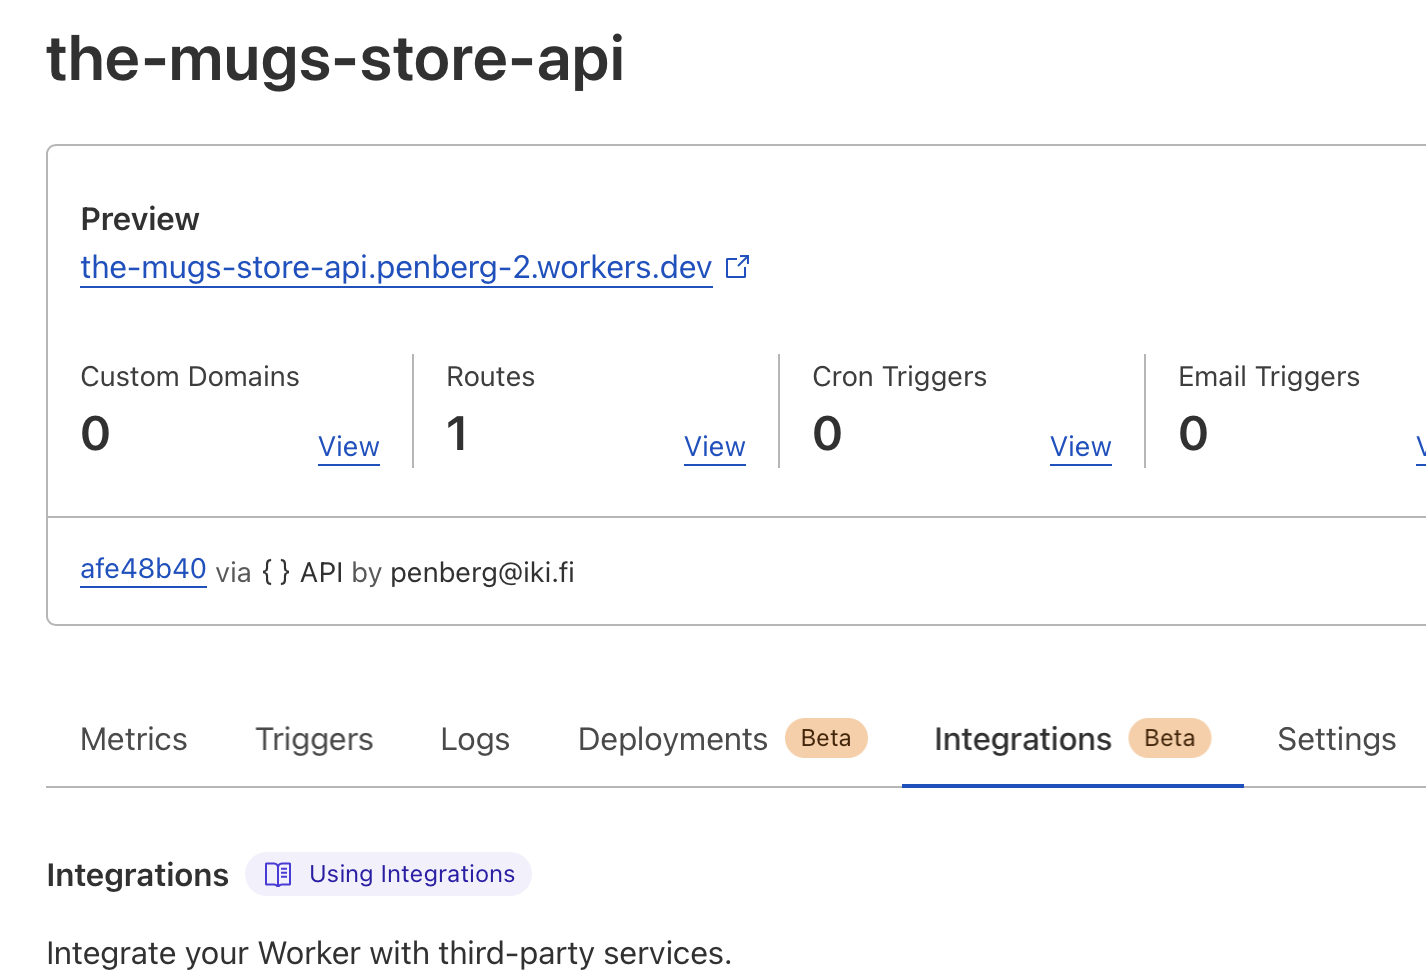 the-mugs-store-api
Preview
the-mugs-store-api.penberg-2.workers.dev
Custom Domains Routes Cron Triggers Email Triggers
0 View 1 View 0 View 0
afe48b40 via {} API by penberg@iki.fi
Metrics Triggers Logs Deployments Beta Integrations Beta Settings
Integrations Using Integrations
Integrate your Worker with third-party services.